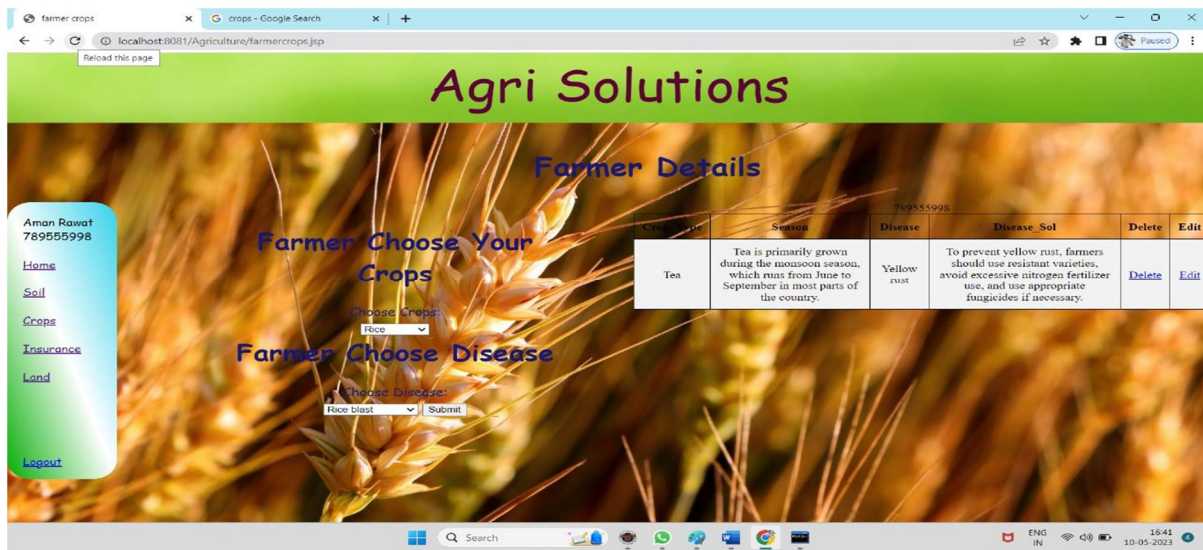 farmer crops
crops - Google Search
localhost:8081/Agriculture/farmercrops.jsp
Paused
Reload this page
Agri Solutions
Farmer Details
Aman Rawat
789555998
Home
Soil
Crops
Insurance
Land
Logout
Farmer Choose Your
Crops
Choose Crops:
Rice
Farmer Choose Disease
Choose Disease:
Rice blast
Submit
789555998
Crop_Type Season Disease Disease_Sol Delete Edit
Tea
Tea is primarily grown
during the monsoon season,
which runs from June to
September in most parts of
the country.
Yellow
rust
To prevent yellow rust, farmers
should use resistant varieties,
avoid excessive nitrogen fertilizer
use, and use appropriate
fungicides if necessary.
Delete
Edit
Search
ENG
IN
16:41
10-05-2023